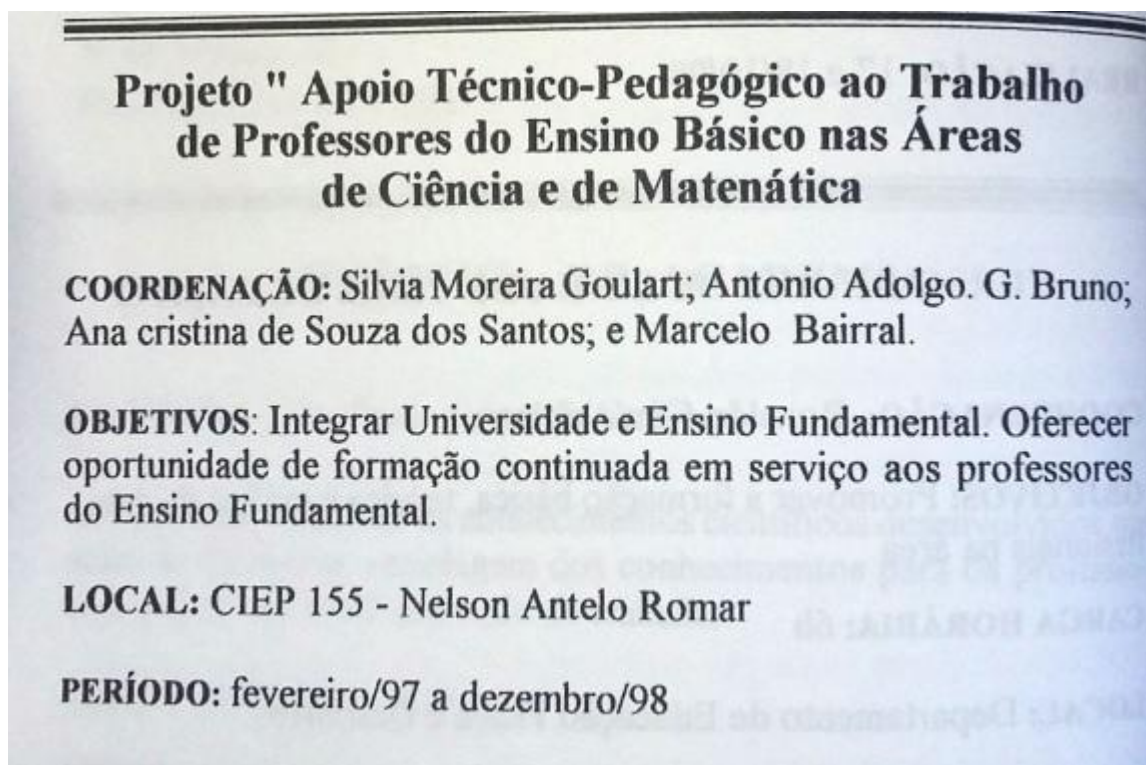 Projeto " Apoio Técnico-Pedagógico ao Trabalho
de Professores do Ensino Básico nas Áreas
de Ciência e de Matenática
COORDENAÇÃO: Silvia Moreira Goulart; Antonio Adolgo. G. Bruno;
Ana cristina de Souza dos Santos; e Marcelo Bairral.
OBJETIVOS: Integrar Universidade e Ensino Fundamental. Oferecer
oportunidade de formação continuada em serviço aos professores
do Ensino Fundamental.
LOCAL: CIEP 155 - Nelson Antelo Romar
PERÍODO: fevereiro/97 a dezembro/98